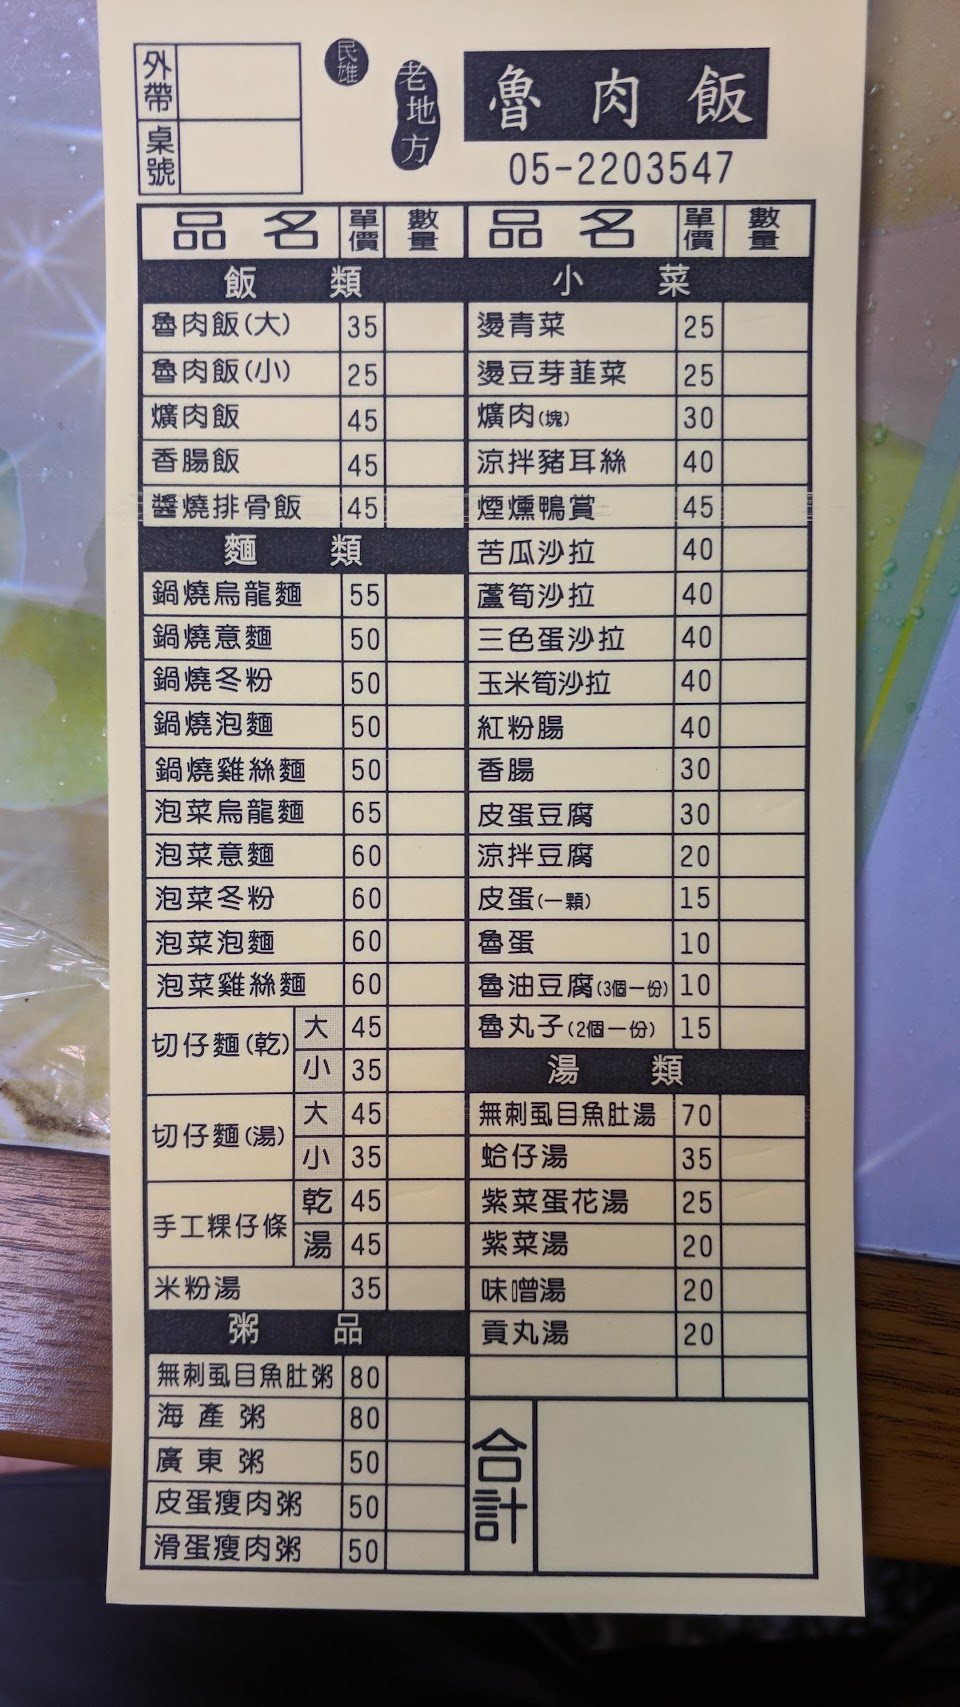 外帶
桌號
民雄
老地方
魯肉飯
05-2203547
品名 單價 數量
飯類
魯肉飯(大) 35
魯肉飯(小) 25
爌肉飯 45
香腸飯 45
醬燒排骨飯 45
麵類
鍋燒烏龍麵 55
鍋燒意麵 50
鍋燒冬粉 50
鍋燒泡麵 50
鍋燒雞絲麵 50
泡菜烏龍麵 65
泡菜意麵 60
泡菜冬粉 60
泡菜泡麵 60
泡菜雞絲麵 60
切仔麵(乾) 大 45
小 35
切仔麵(湯) 大 45
小 35
手工粿仔條 乾 45
湯 45
米粉湯 35
粥品
無刺虱目魚肚粥 80
海產粥 80
廣東粥 50
皮蛋瘦肉粥 50
滑蛋瘦肉粥 50
品名 單價 數量
小菜
燙青菜 25
燙豆芽韮菜 25
爌肉(塊) 30
涼拌豬耳絲 40
煙燻鴨賞 45
苦瓜沙拉 40
蘆筍沙拉 40
三色蛋沙拉 40
玉米筍沙拉 40
紅粉腸 40
香腸 30
皮蛋豆腐 30
涼拌豆腐 20
皮蛋(一顆) 15
魯蛋 10
魯油豆腐(3個一份) 10
魯丸子(2個一份) 15
湯類
無刺虱目魚肚湯 70
蛤仔湯 35
紫菜蛋花湯 25
紫菜湯 20
味噌湯 20
貢丸湯 20
合計